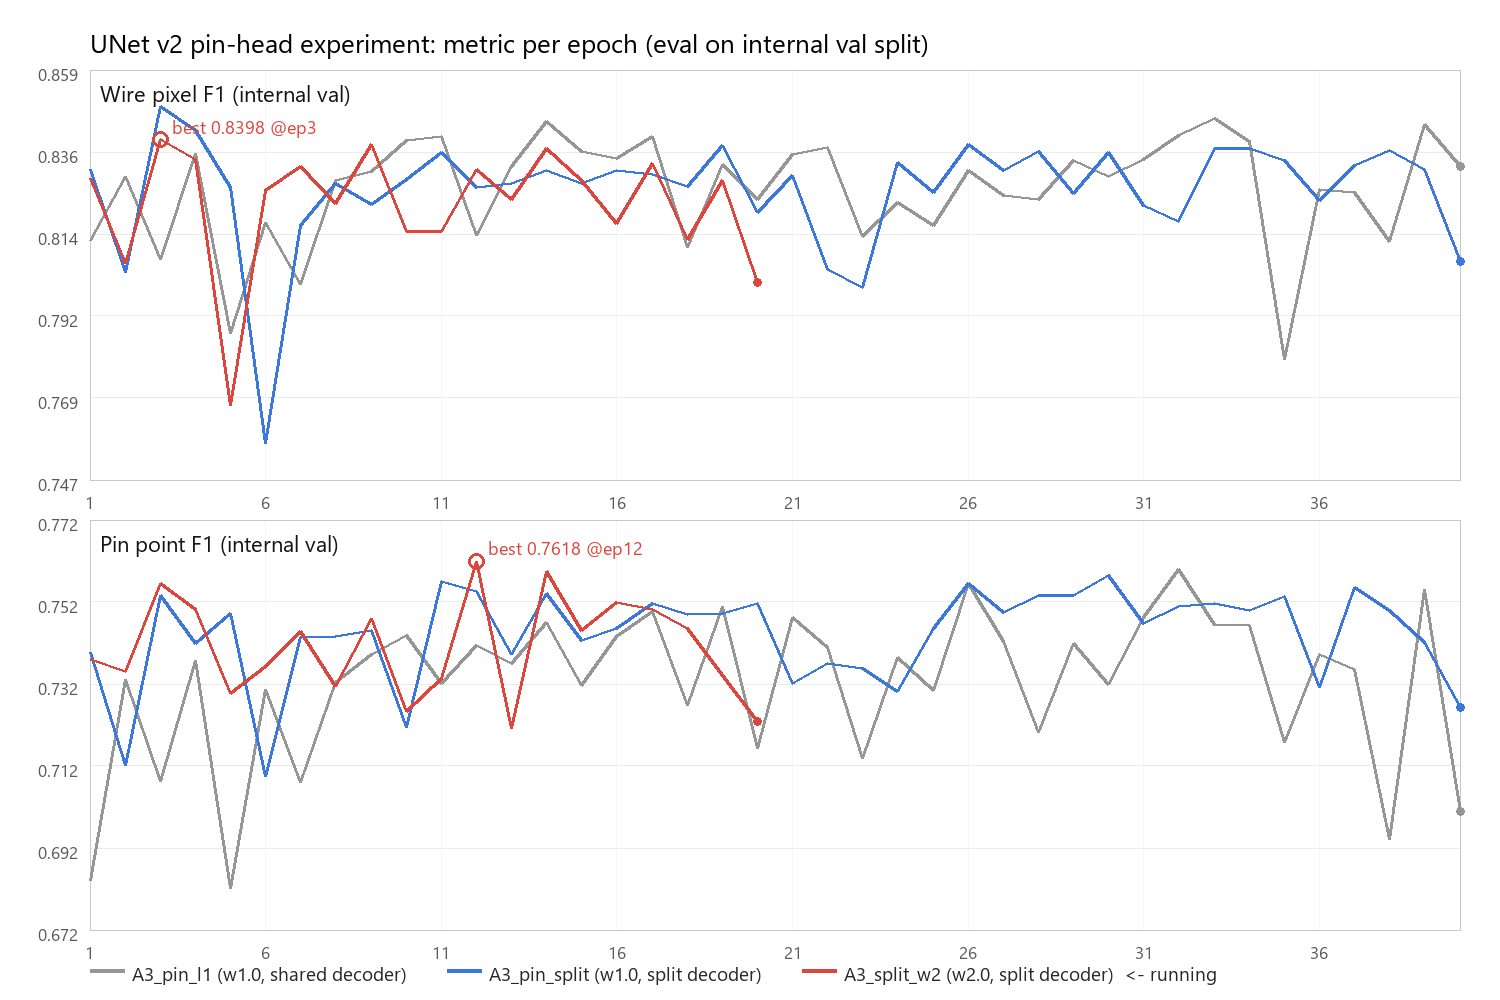 UNet v2 pin-head experiment: metric per epoch (eval on internal val split)
0.859
Wire pixel F1 (internal val)
best 0.8398 @ep3
0.836
0.814
0.792
0.769
0.747
1 6 11 16 21 26 31 36
0.772
Pin point F1 (internal val)
best 0.7618 @ep12
0.752
0.732
0.712
0.692
0.672
1 6 11 16 21 26 31 36
A3_pin_l1 (w1.0, shared decoder) A3_pin_split (w1.0, split decoder) A3_split_w2 (w2.0, split decoder) <- running